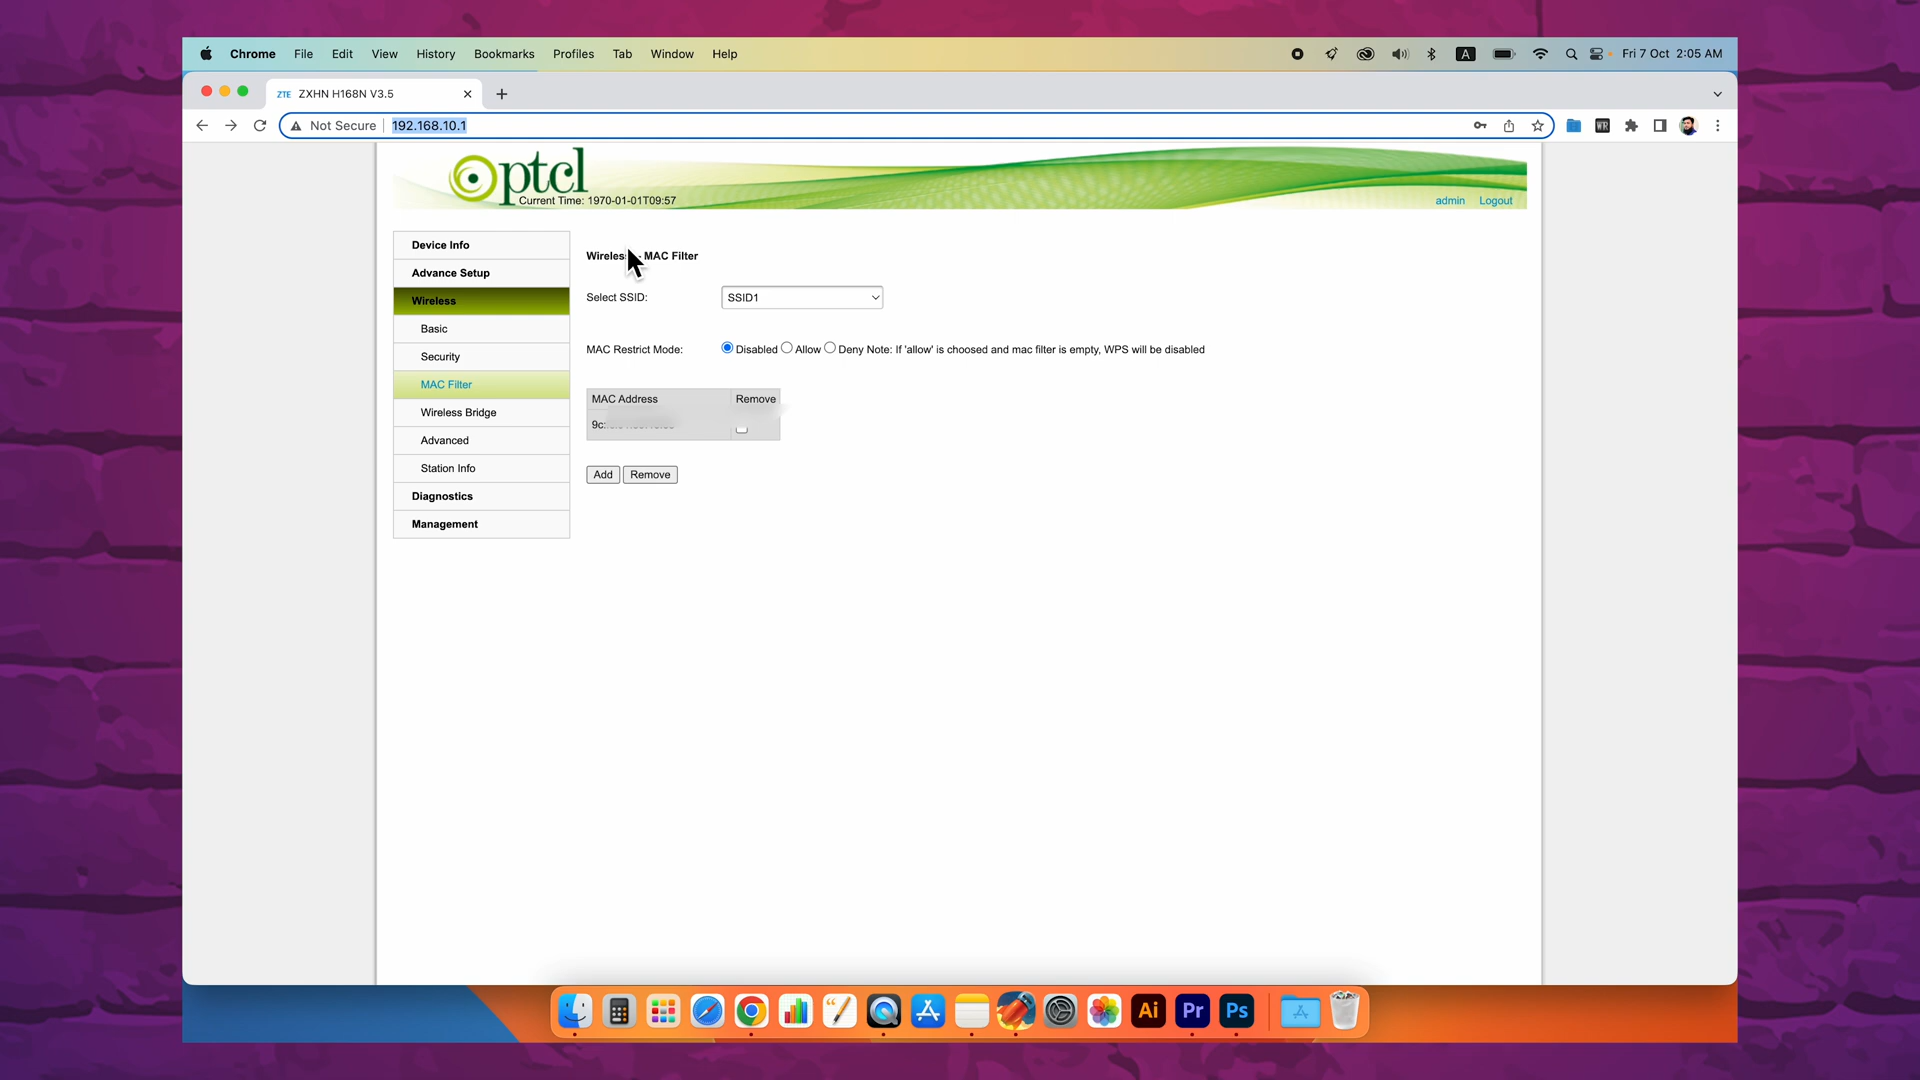 Chrome File Edit View History Bookmarks Profiles Tab Window Help
A
Fri 7 Oct 2:05 AM
ZTE ZXHN H168N V3.5
Not Secure 192.168.10.1
WR
ptcl
Current Time: 1970-01-01T09:57
admin Logout
Device Info
Advance Setup
Wireless
Basic
Security
MAC Filter
Wireless Bridge
Advanced
Station Info
Diagnostics
Management
MAC Filter
Select SSID: SSID1
MAC Restrict Mode: Disabled Allow Deny Note: If 'allow' is choosed and mac filter is empty, WPS will be disabled
MAC Address Remove
9c:
Add Remove
Ai Pr Ps